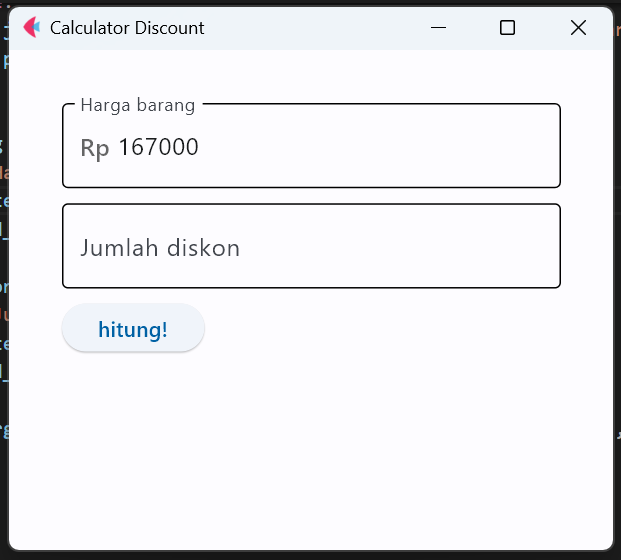 Calculator Discount
Harga barang
Rp 167000
Jumlah diskon
hitung!